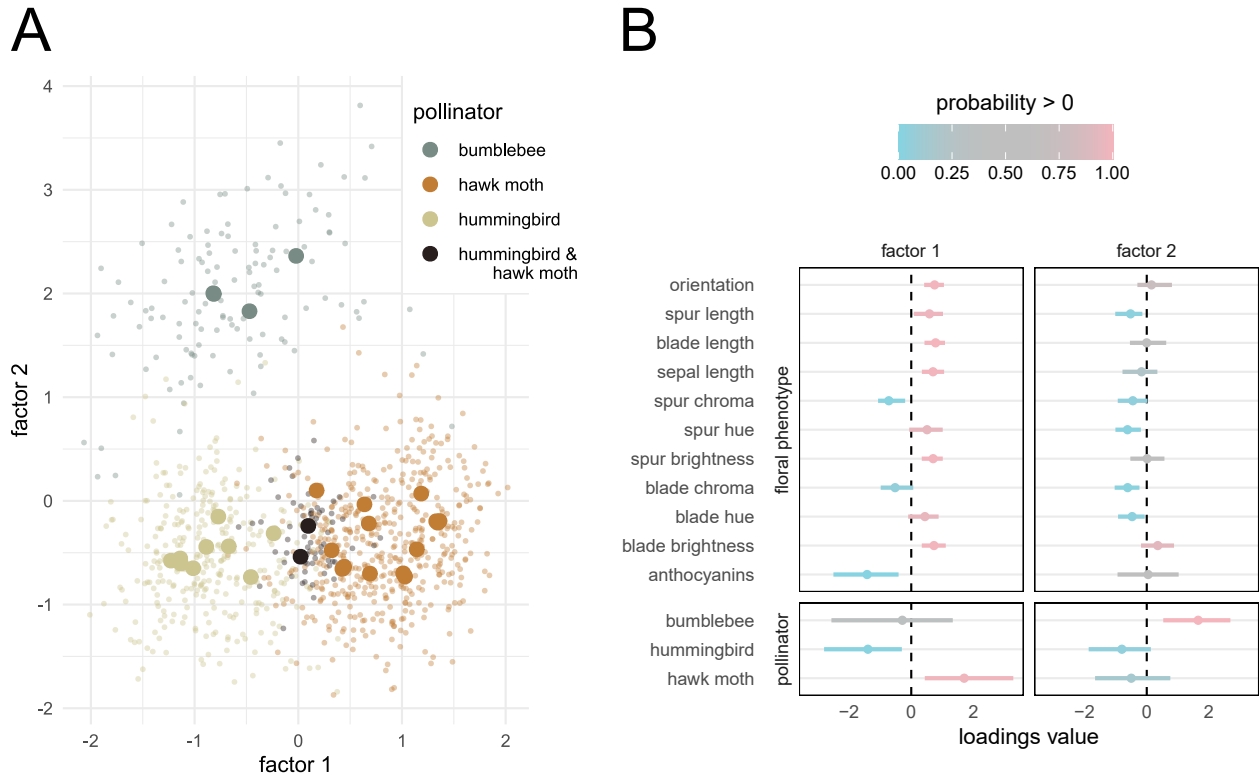 A
B
4
3
2
1
0
-1
-2
-2
-1
0
1
2
factor 2
factor 1
pollinator
bumblebee
hawk moth
hummingbird
hummingbird &
hawk moth
probability > 0
0.00 0.25 0.50 0.75 1.00
factor 1
factor 2
orientation
spur length
blade length
sepal length
spur chroma
spur hue
spur brightness
blade chroma
blade hue
blade brightness
anthocyanins
floral phenotype
bumblebee
hummingbird
hawk moth
pollinator
−2 0 2
−2 0 2
loadings value